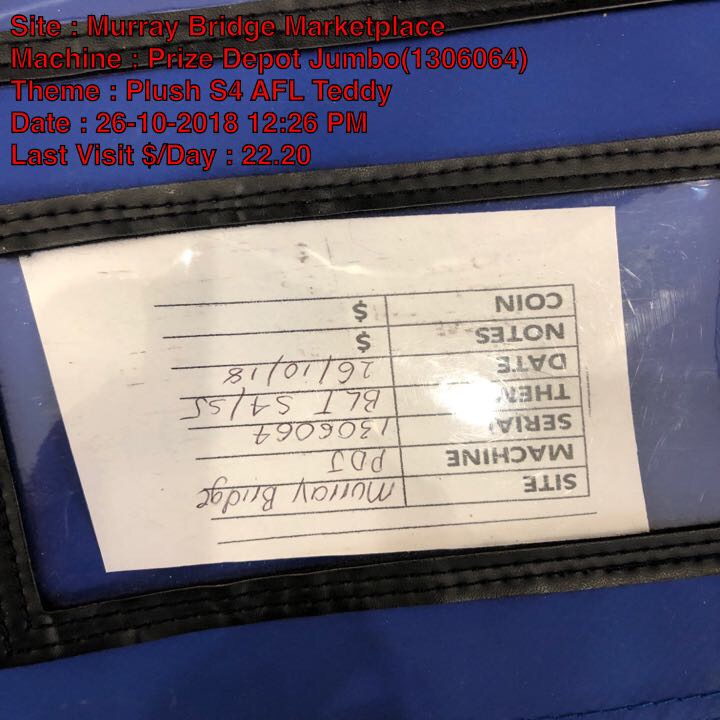 Site : Murray Bridge Marketplace
Machine : Prize Depot Jumbo(1306064)
Theme : Plush S4 AFL Teddy
Date : 26-10-2018 12:26 PM
Last Visit $/Day : 22.20
SITE Murray Bridge
MACHINE PDJ
SERIAL 1306064
THEME BLT S4/S5
DATE 26/10/18
NOTES $
COIN $